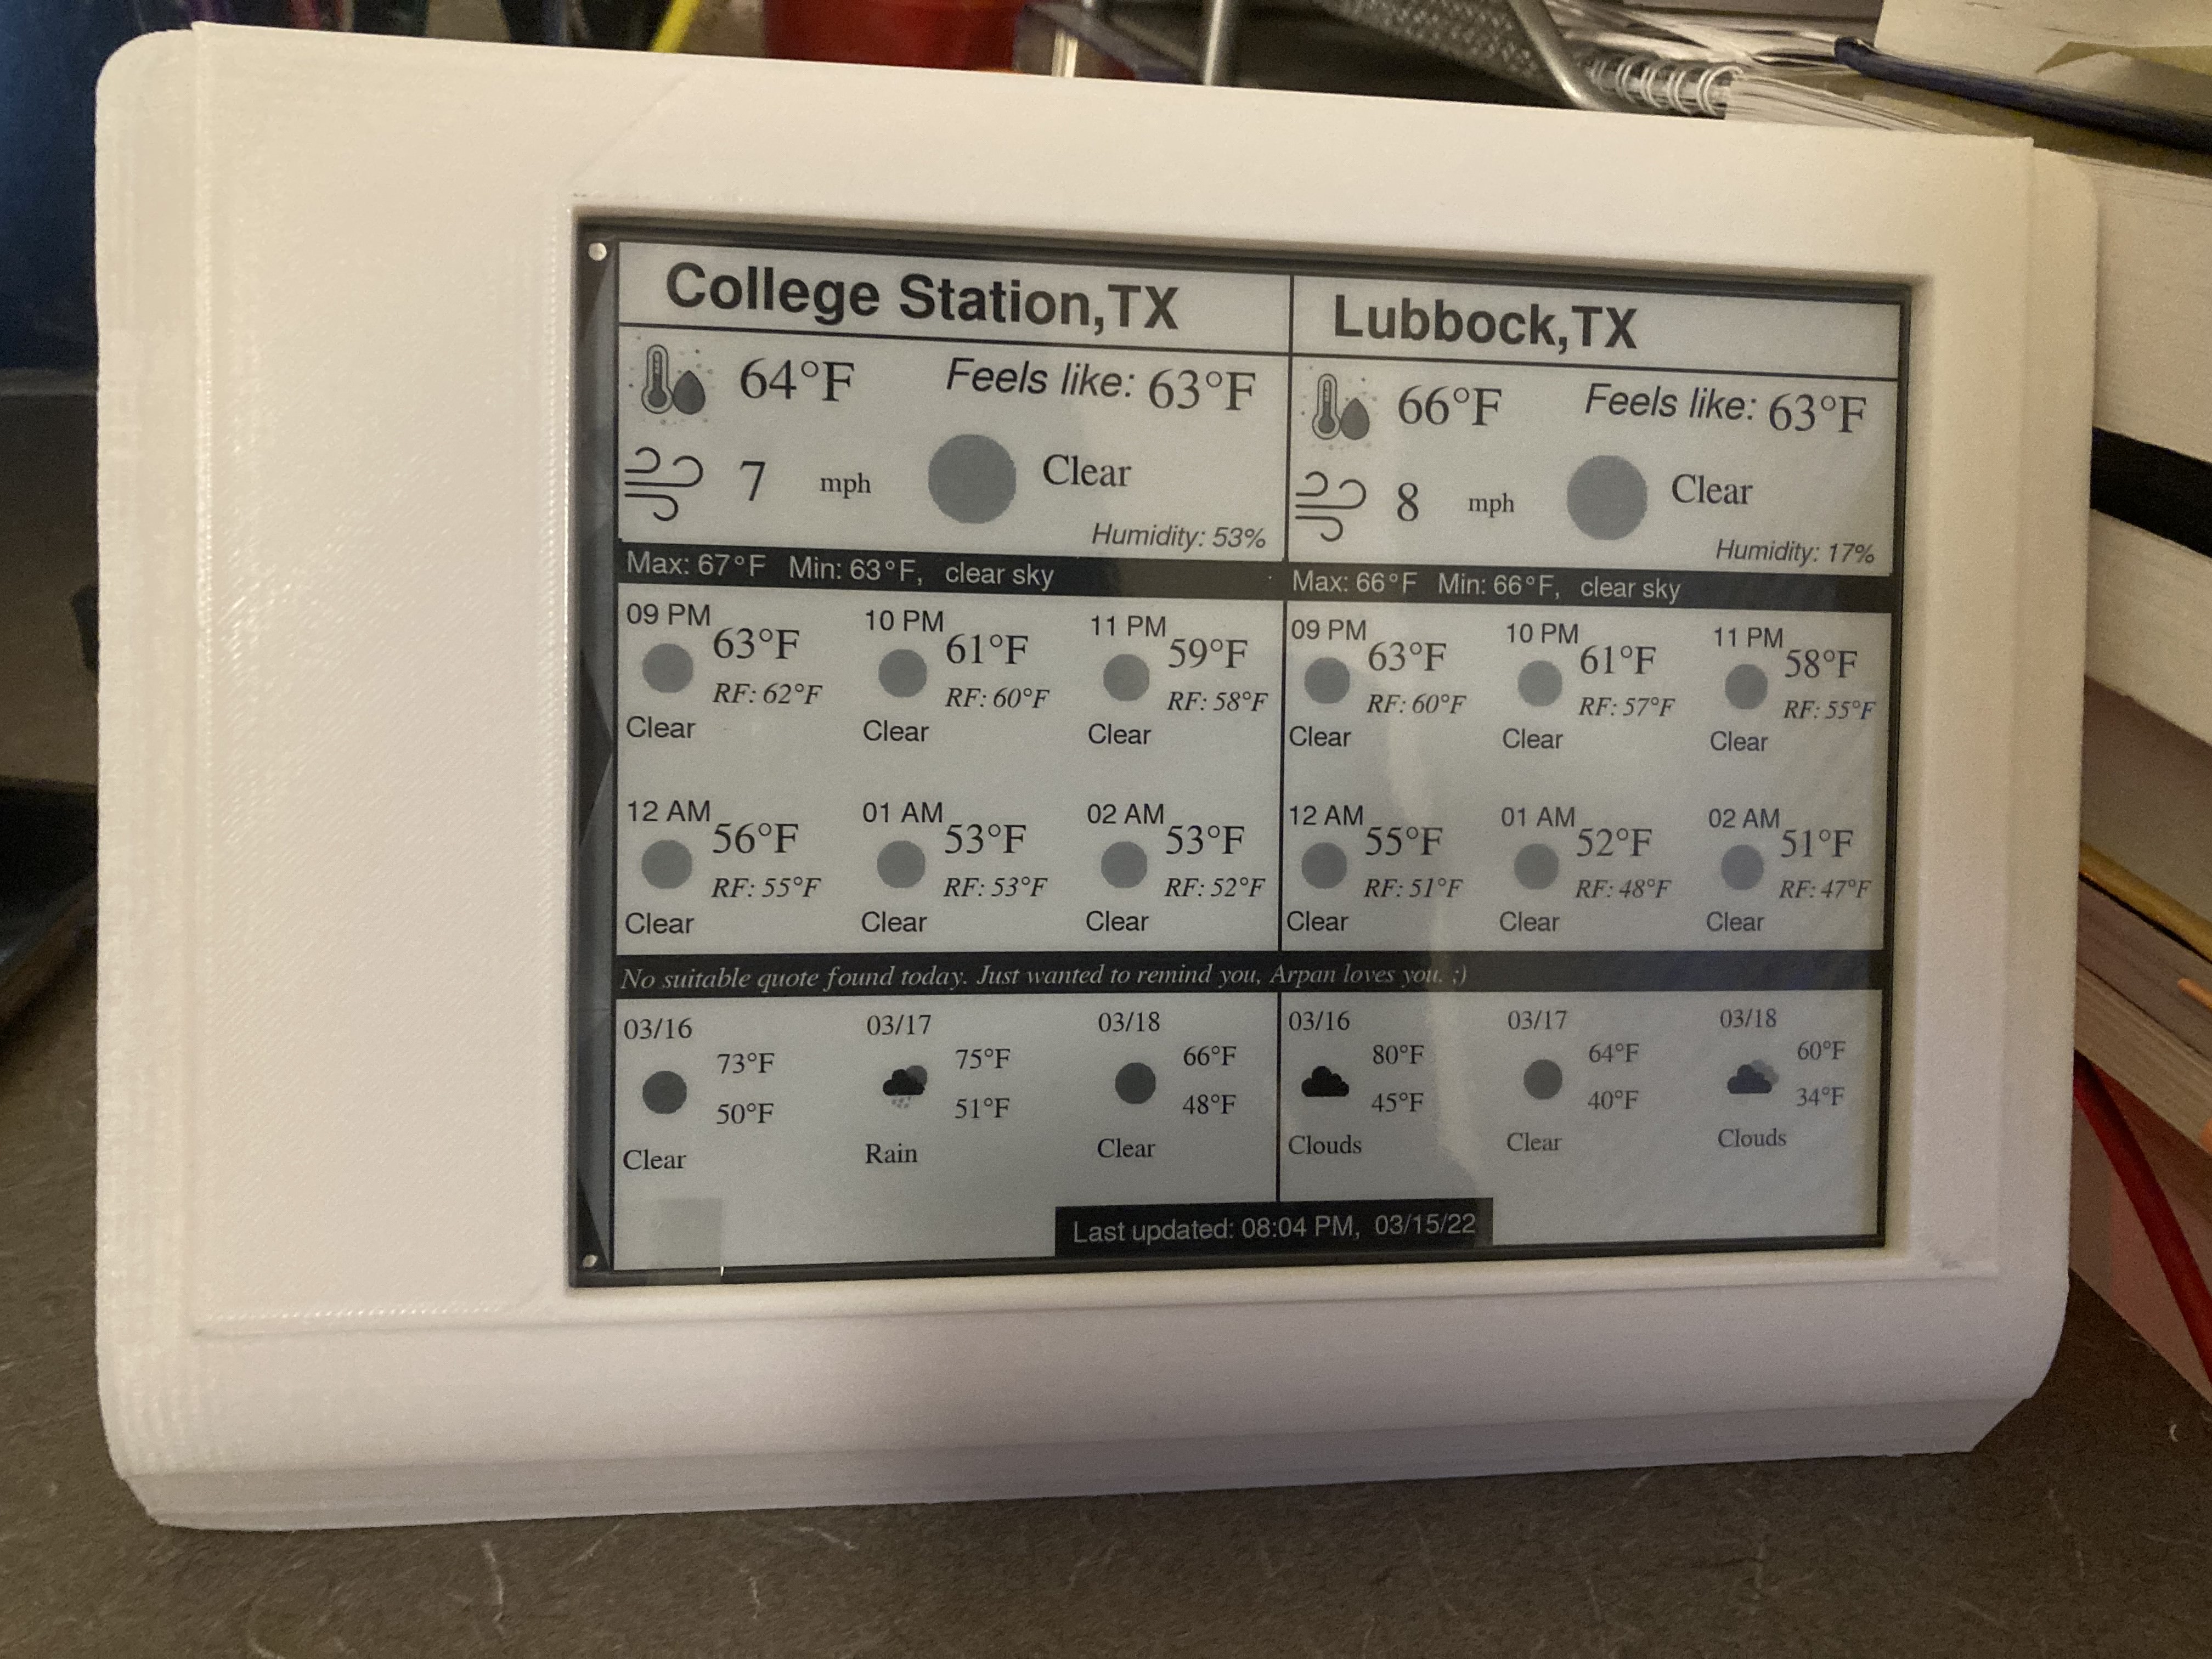 College Station,TX
64°F Feels like: 63°F
7 mph Clear
Humidity: 53%
Max: 67°F Min: 63°F, clear sky
09 PM 10 PM 11 PM
63°F 61°F 59°F
RF: 62°F RF: 60°F RF: 58°F
Clear Clear Clear
12 AM 01 AM 02 AM
56°F 53°F 53°F
RF: 55°F RF: 53°F RF: 52°F
Clear Clear Clear
Lubbock,TX
66°F Feels like: 63°F
8 mph Clear
Humidity: 17%
Max: 66°F Min: 66°F, clear sky
09 PM 10 PM 11 PM
63°F 61°F 58°F
RF: 60°F RF: 57°F RF: 55°F
Clear Clear Clear
12 AM 01 AM 02 AM
55°F 52°F 51°F
RF: 51°F RF: 48°F RF: 47°F
Clear Clear Clear
No suitable quote found today. Just wanted to remind you, Arpan loves you. ;)
03/16 03/17 03/18
73°F 75°F 66°F
50°F 51°F 48°F
Clear Rain Clear
03/16 03/17 03/18
80°F 64°F 60°F
45°F 40°F 34°F
Clouds Clear Clouds
Last updated: 08:04 PM, 03/15/22